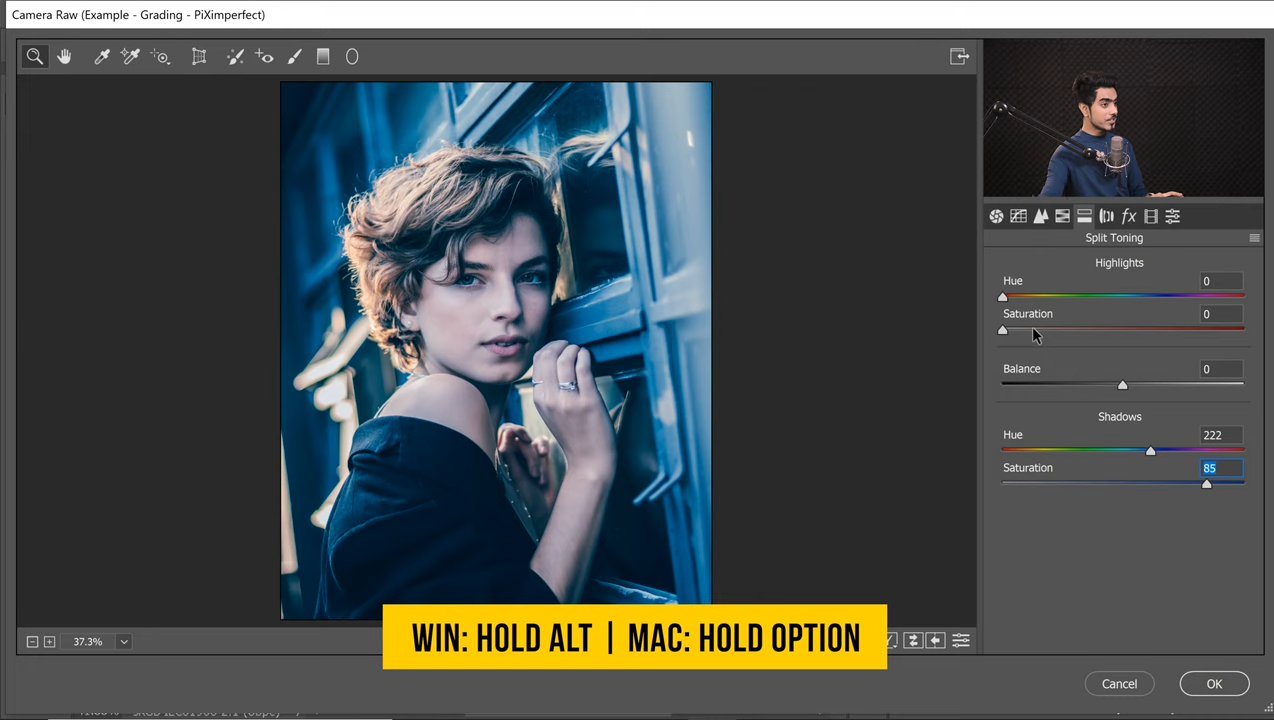 Camera Raw (Example - Grading - PiXimperfect)
fx
Split Toning
Highlights
Hue 0
Saturation 0
Balance 0
Shadows
Hue 222
Saturation 85
WIN: HOLD ALT | MAC: HOLD OPTION
37.3%
Cancel OK